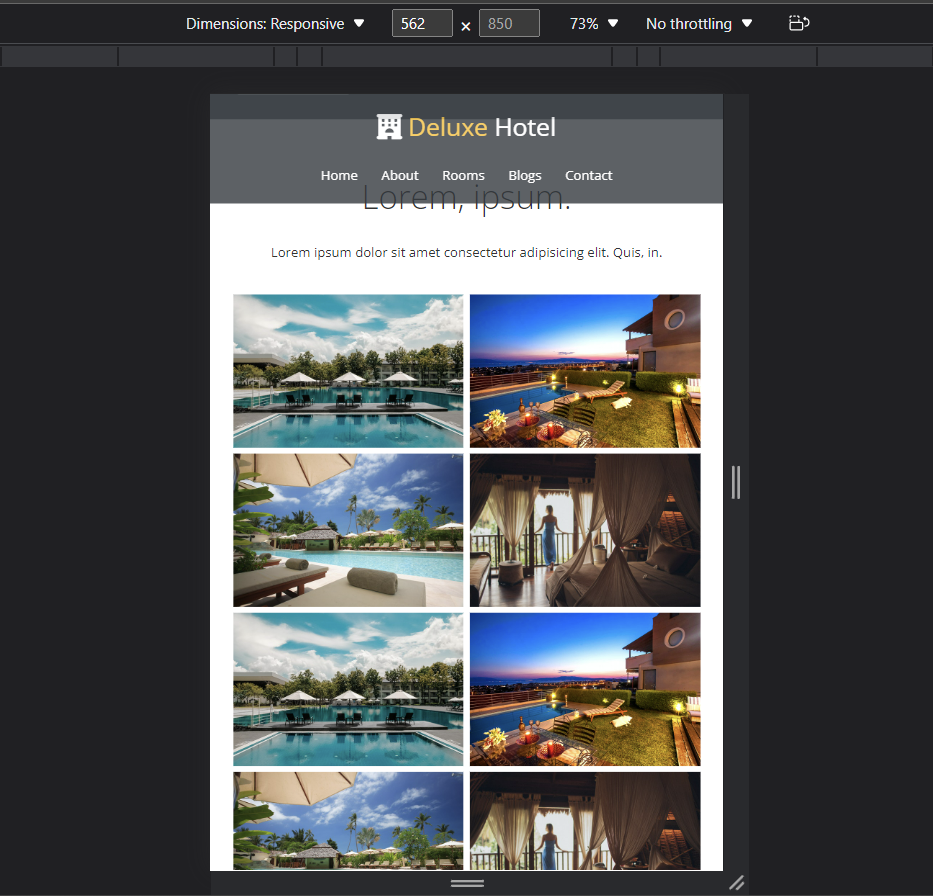 Dimensions: Responsive 562 × 850 73% No throttling
Deluxe Hotel
Home About Rooms Blogs Contact
Lorem, ipsum.
Lorem ipsum dolor sit amet consectetur adipisicing elit. Quis, in.